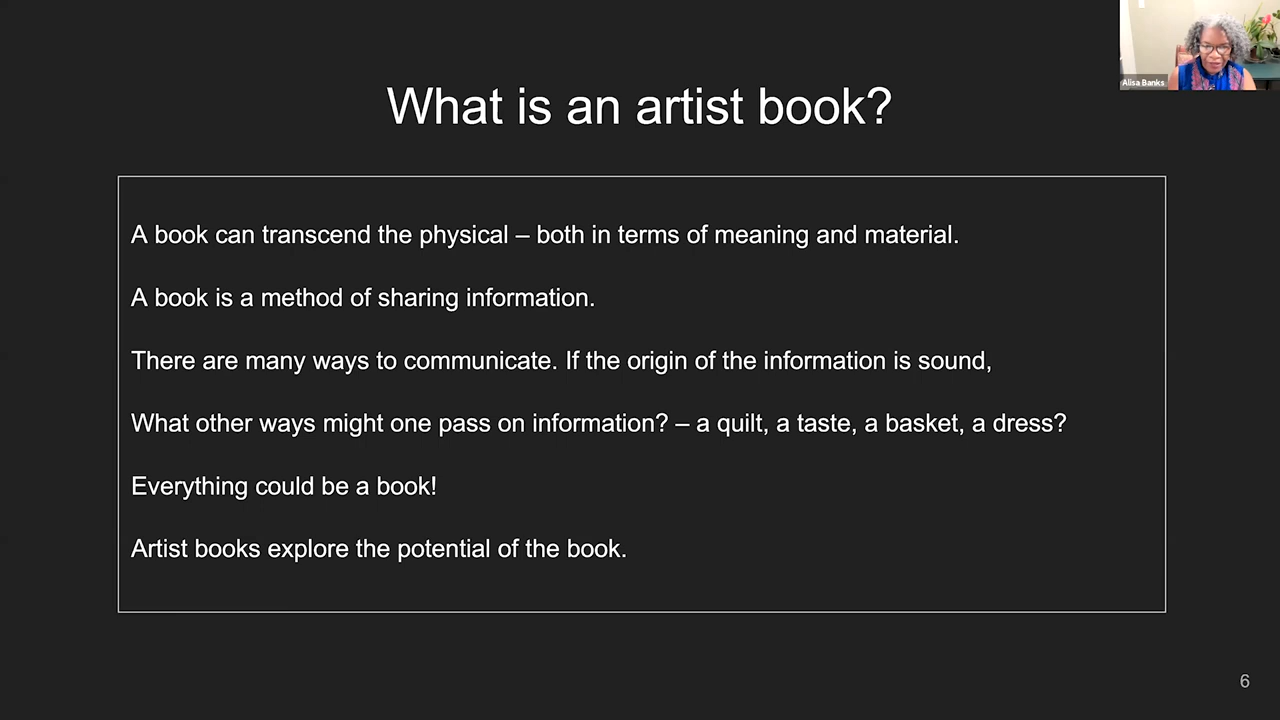 Alisa Banks
What is an artist book?
A book can transcend the physical – both in terms of meaning and material.
A book is a method of sharing information.
There are many ways to communicate. If the origin of the information is sound,
What other ways might one pass on information? – a quilt, a taste, a basket, a dress?
Everything could be a book!
Artist books explore the potential of the book.
6